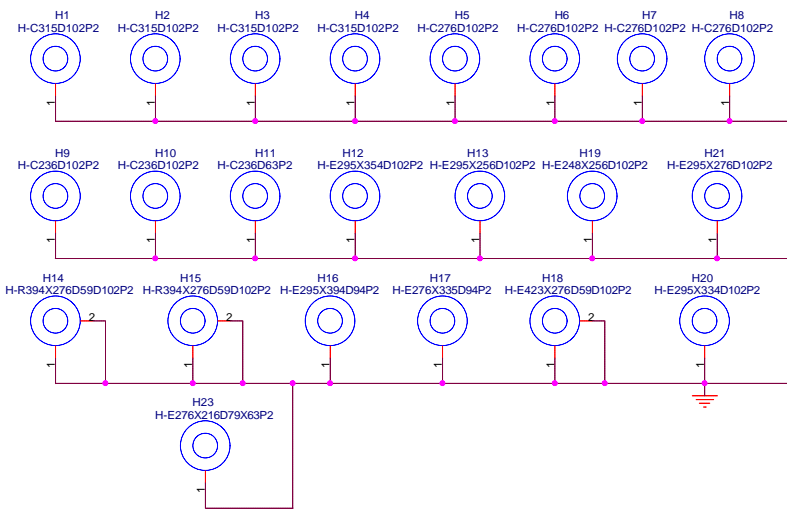 H1 H2 H3 H4 H5 H6 H7 H8
H-C315D102P2 H-C315D102P2 H-C315D102P2 H-C315D102P2 H-C276D102P2 H-C276D102P2 H-C276D102P2 H-C276D102P2
1 1 1 1 1 1 1 1
H9 H10 H11 H12 H13 H19 H21
H-C236D102P2 H-C236D102P2 H-C236D63P2 H-E295X354D102P2 H-E295X256D102P2 H-E248X256D102P2 H-E295X276D102P2
1 1 1 1 1 1 1
H14 H15 H16 H17 H18 H20
H-R394X276D59D102P2 H-R394X276D59D102P2 H-E295X394D94P2 H-E276X335D94P2 H-E423X276D59D102P2 H-E295X334D102P2
2 2 2
1 1 1 1 1 1
H23
H-E276X216D79X63P2
1